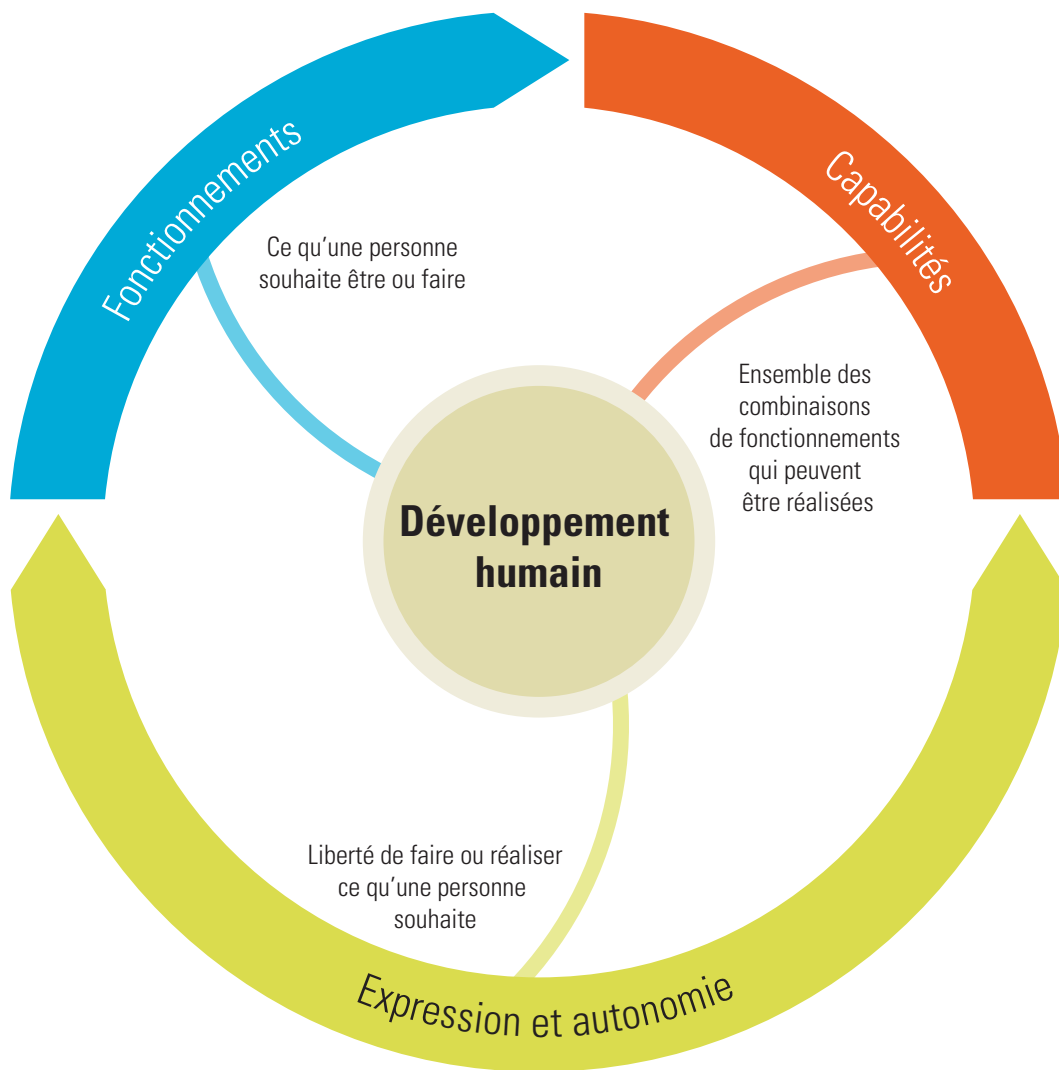 Fonctionnements
Capabilités
Ce qu’une personne
souhaite être ou faire
Ensemble des
combinaisons
de fonctionnements
qui peuvent
être réalisées
Développement
humain
Liberté de faire ou réaliser
ce qu’une personne
souhaite
Expression et autonomie